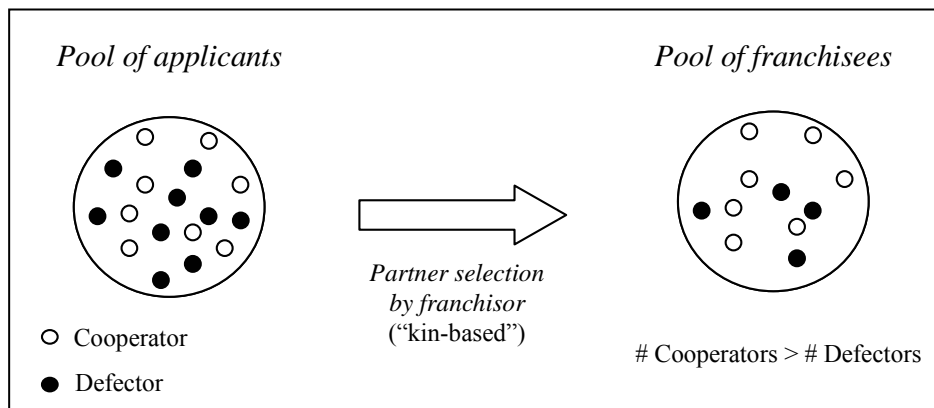 Pool of applicants
Pool of franchisees
Partner selection
by franchisor
(“kin-based”)
Cooperator
Defector
# Cooperators > # Defectors